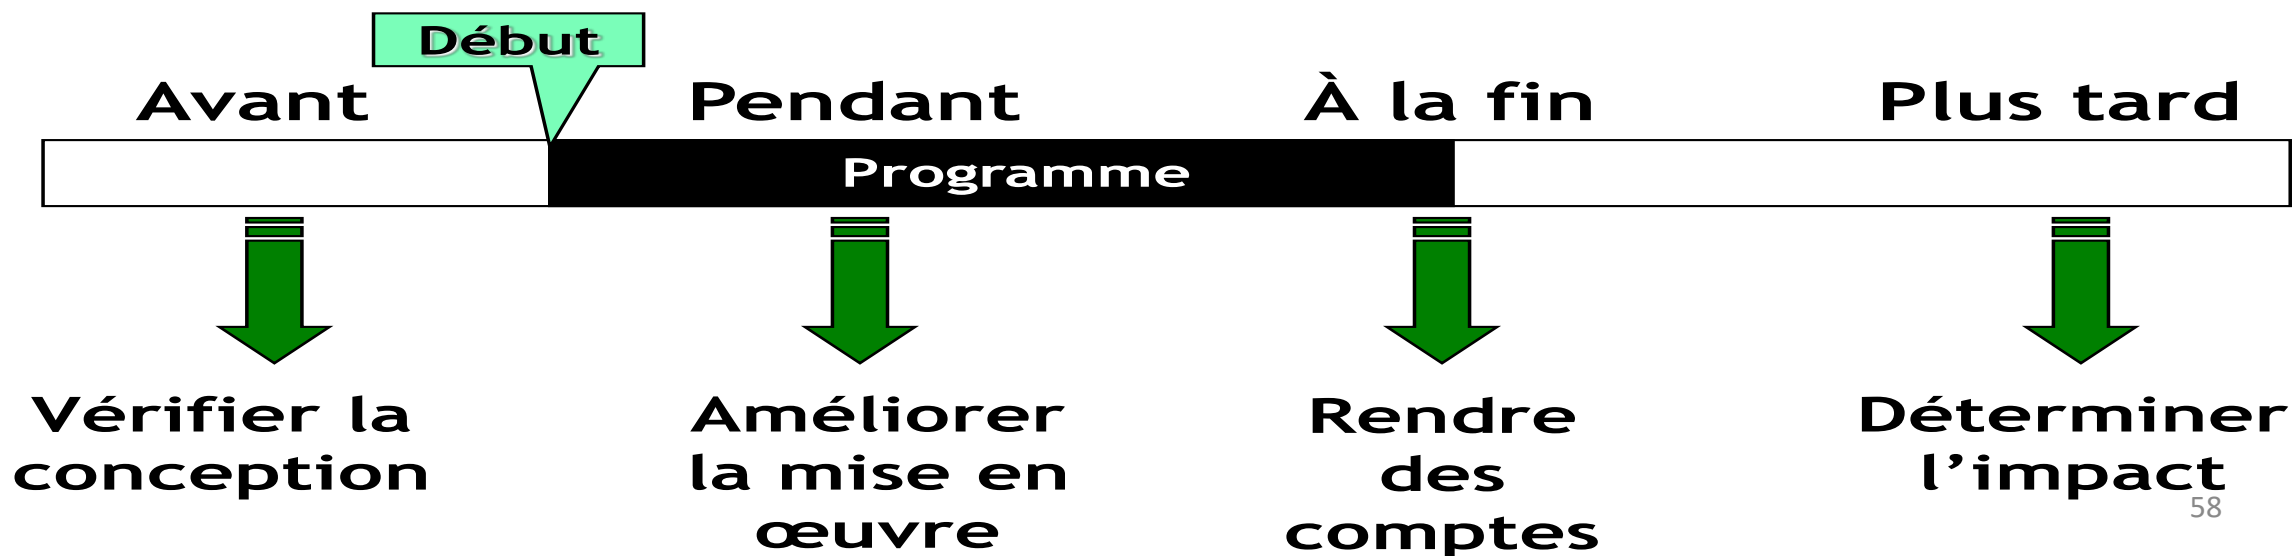 Début
Avant
Pendant
À la fin
Plus tard
Programme
Vérifier la
conception
Améliorer
la mise en
œuvre
Rendre
des
comptes
Déterminer
l’impact
58